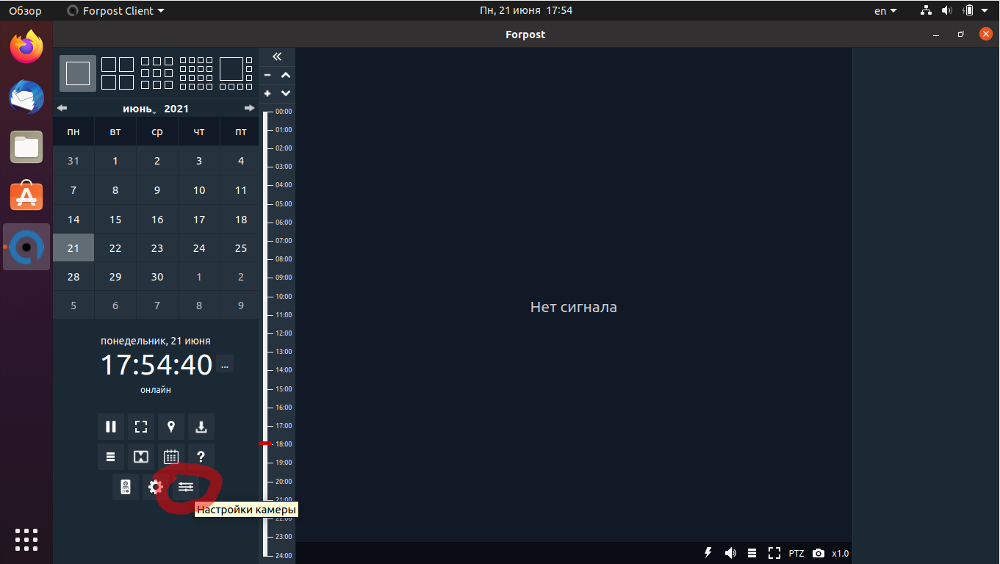 Обзор
Forpost Client
Пн, 21 июня 17:54
en
Forpost
июнь 2021
пн вт ср чт пт
31 1 2 3 4
7 8 9 10 11
14 15 16 17 18
21 22 23 24 25
28 29 30 1 2
5 6 7 8 9
понедельник, 21 июня
17:54:40 ...
онлайн
?
Настройки камеры
00:00
01:00
02:00
03:00
04:00
05:00
06:00
07:00
08:00
09:00
10:00
11:00
12:00
13:00
14:00
15:00
16:00
17:00
18:00
19:00
20:00
21:00
22:00
23:00
24:00
Нет сигнала
PTZ
x1.0